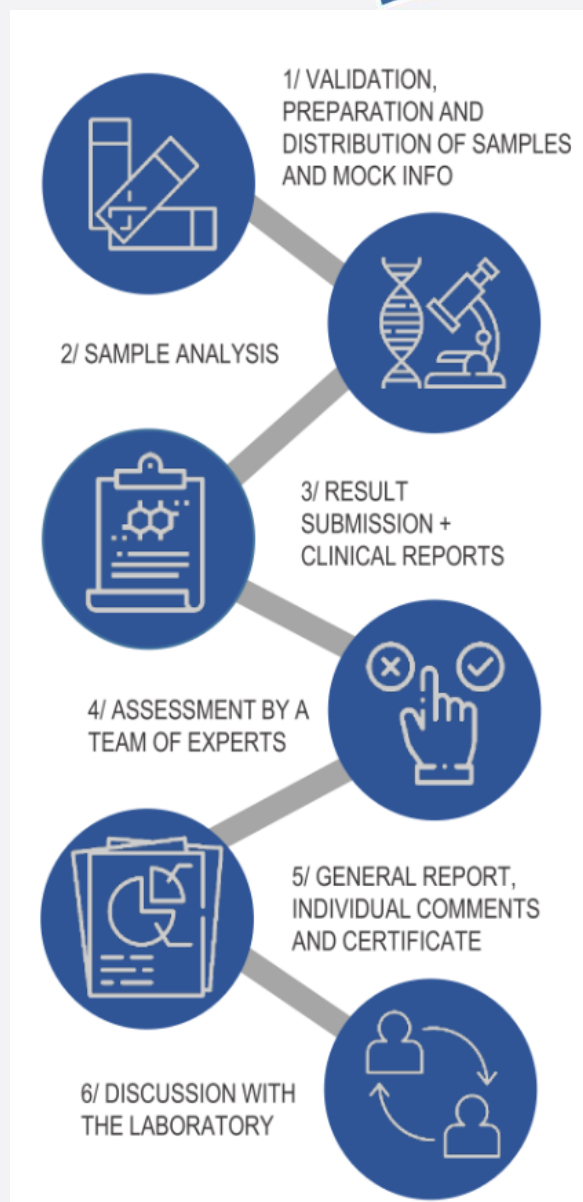 1/ VALIDATION,
PREPARATION AND
DISTRIBUTION OF SAMPLES
AND MOCK INFO
2/ SAMPLE ANALYSIS
3/ RESULT
SUBMISSION +
CLINICAL REPORTS
4/ ASSESSMENT BY A
TEAM OF EXPERTS
5/ GENERAL REPORT,
INDIVIDUAL COMMENTS
AND CERTIFICATE
6/ DISCUSSION WITH
THE LABORATORY